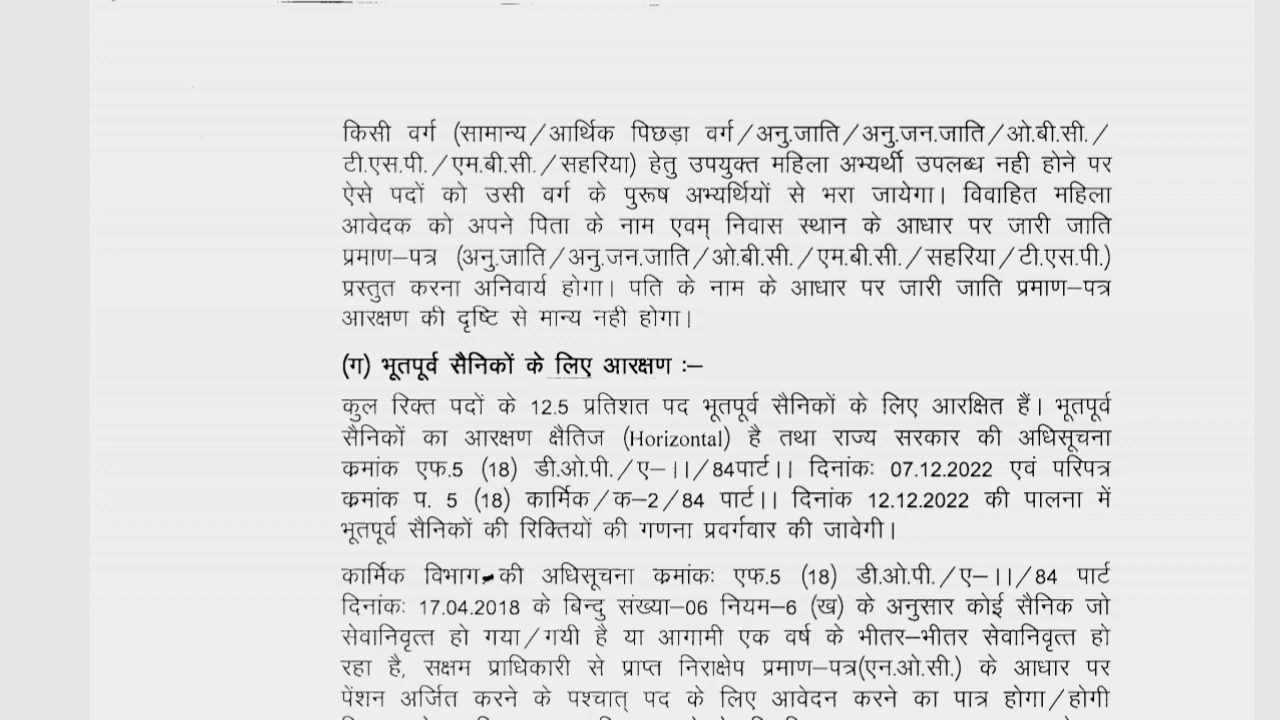 किसी वर्ग (सामान्य/आर्थिक पिछड़ा वर्ग/अनु.जाति/अनु.जन.जाति/ओ.बी.सी./
टी.एस.पी./एम.बी.सी./सहरिया) हेतु उपयुक्त महिला अभ्यर्थी उपलब्ध नही होने पर
ऐसे पदों को उसी वर्ग के पुरूष अभ्यर्थियों से भरा जायेगा। विवाहित महिला
आवेदक को अपने पिता के नाम एवम् निवास स्थान के आधार पर जारी जाति
प्रमाण–पत्र (अनु.जाति/अनु.जन.जाति/ओ.बी.सी./एम.बी.सी./सहरिया/टी.एस.पी.)
प्रस्तुत करना अनिवार्य होगा। पति के नाम के आधार पर जारी जाति प्रमाण–पत्र
आरक्षण की दृष्टि से मान्य नही होगा।
(ग) भूतपूर्व सैनिकों के लिए आरक्षण :–
कुल रिक्त पदों के 12.5 प्रतिशत पद भूतपूर्व सैनिकों के लिए आरक्षित हैं। भूतपूर्व
सैनिकों का आरक्षण क्षैतिज (Horizontal) है तथा राज्य सरकार की अधिसूचना
क्रमांक एफ.5 (18) डी.ओ.पी./ए–।।/84पार्ट।। दिनांकः 07.12.2022 एवं परिपत्र
क्रमांक प. 5 (18) कार्मिक/क–2/84 पार्ट।। दिनांक 12.12.2022 की पालना में
भूतपूर्व सैनिकों की रिक्तियों की गणना प्रवर्गवार की जावेगी।
कार्मिक विभाग की अधिसूचना क्रमांकः एफ.5 (18) डी.ओ.पी./ए–।।/84 पार्ट
दिनांकः 17.04.2018 के बिन्दु संख्या–06 नियम–6 (ख) के अनुसार कोई सैनिक जो
सेवानिवृत्त हो गया/गयी है या आगामी एक वर्ष के भीतर–भीतर सेवानिवृत्त हो
रहा है, सक्षम प्राधिकारी से प्राप्त निराक्षेप प्रमाण–पत्र(एन.ओ.सी.) के आधार पर
पेंशन अर्जित करने के पश्चात् पद के लिए आवेदन करने का पात्र होगा/होगी